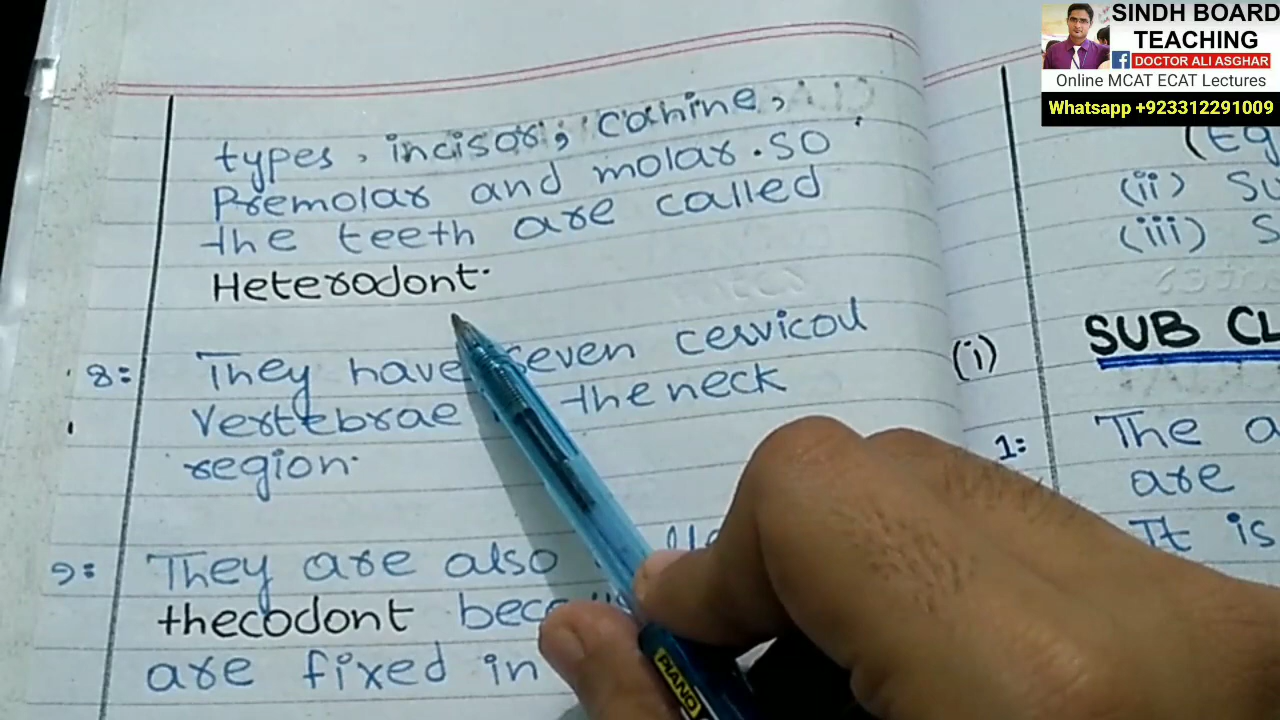 SINDH BOARD
TEACHING
DOCTOR ALI ASGHAR
Online MCAT ECAT Lectures
Whatsapp +923312291009
types, incisor, canine,
Premolar and molar. So
the teeth are called
Heterodont.
8: They have seven cervical
Vertebrae the neck
region.
9: They are also
thecodont
are fixed in
(ii) Su
(iii) S
(i) SUB CL
1: The a
are
It is